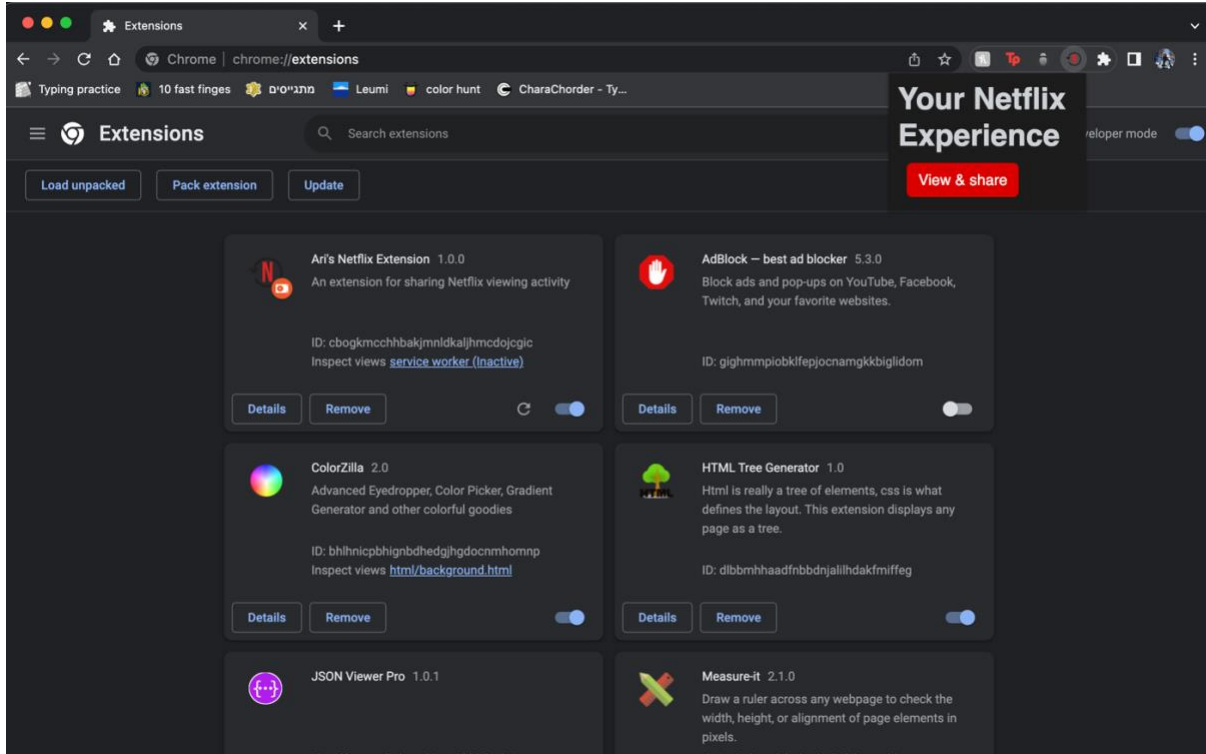 Extensions
Chrome | chrome://extensions
Typing practice 10 fast finges מתגייסים Leumi color hunt CharaChorder - Ty...
Your Netflix
Experience
View & share
Extensions
Search extensions
eloper mode
Load unpacked Pack extension Update
Ari's Netflix Extension 1.0.0
An extension for sharing Netflix viewing activity
ID: cbogkmcchhbakjmnldkaljhmcdojcgic
Inspect views service worker (Inactive)
Details Remove
AdBlock — best ad blocker 5.3.0
Block ads and pop-ups on YouTube, Facebook,
Twitch, and your favorite websites.
ID: gighmmpiobklfepjocnamgkkbiglidom
Details Remove
ColorZilla 2.0
Advanced Eyedropper, Color Picker, Gradient
Generator and other colorful goodies
ID: bhlhnicpbhignbdhedgjhgdocnmhomnp
Inspect views html/background.html
Details Remove
HTML Tree Generator 1.0
Html is really a tree of elements, css is what
defines the layout. This extension displays any
page as a tree.
ID: dlbbmhhaadfnbbdnjalilhdakfmiffeg
Details Remove
JSON Viewer Pro 1.0.1
Measure-it 2.1.0
Draw a ruler across any webpage to check the
width, height, or alignment of page elements in
pixels.